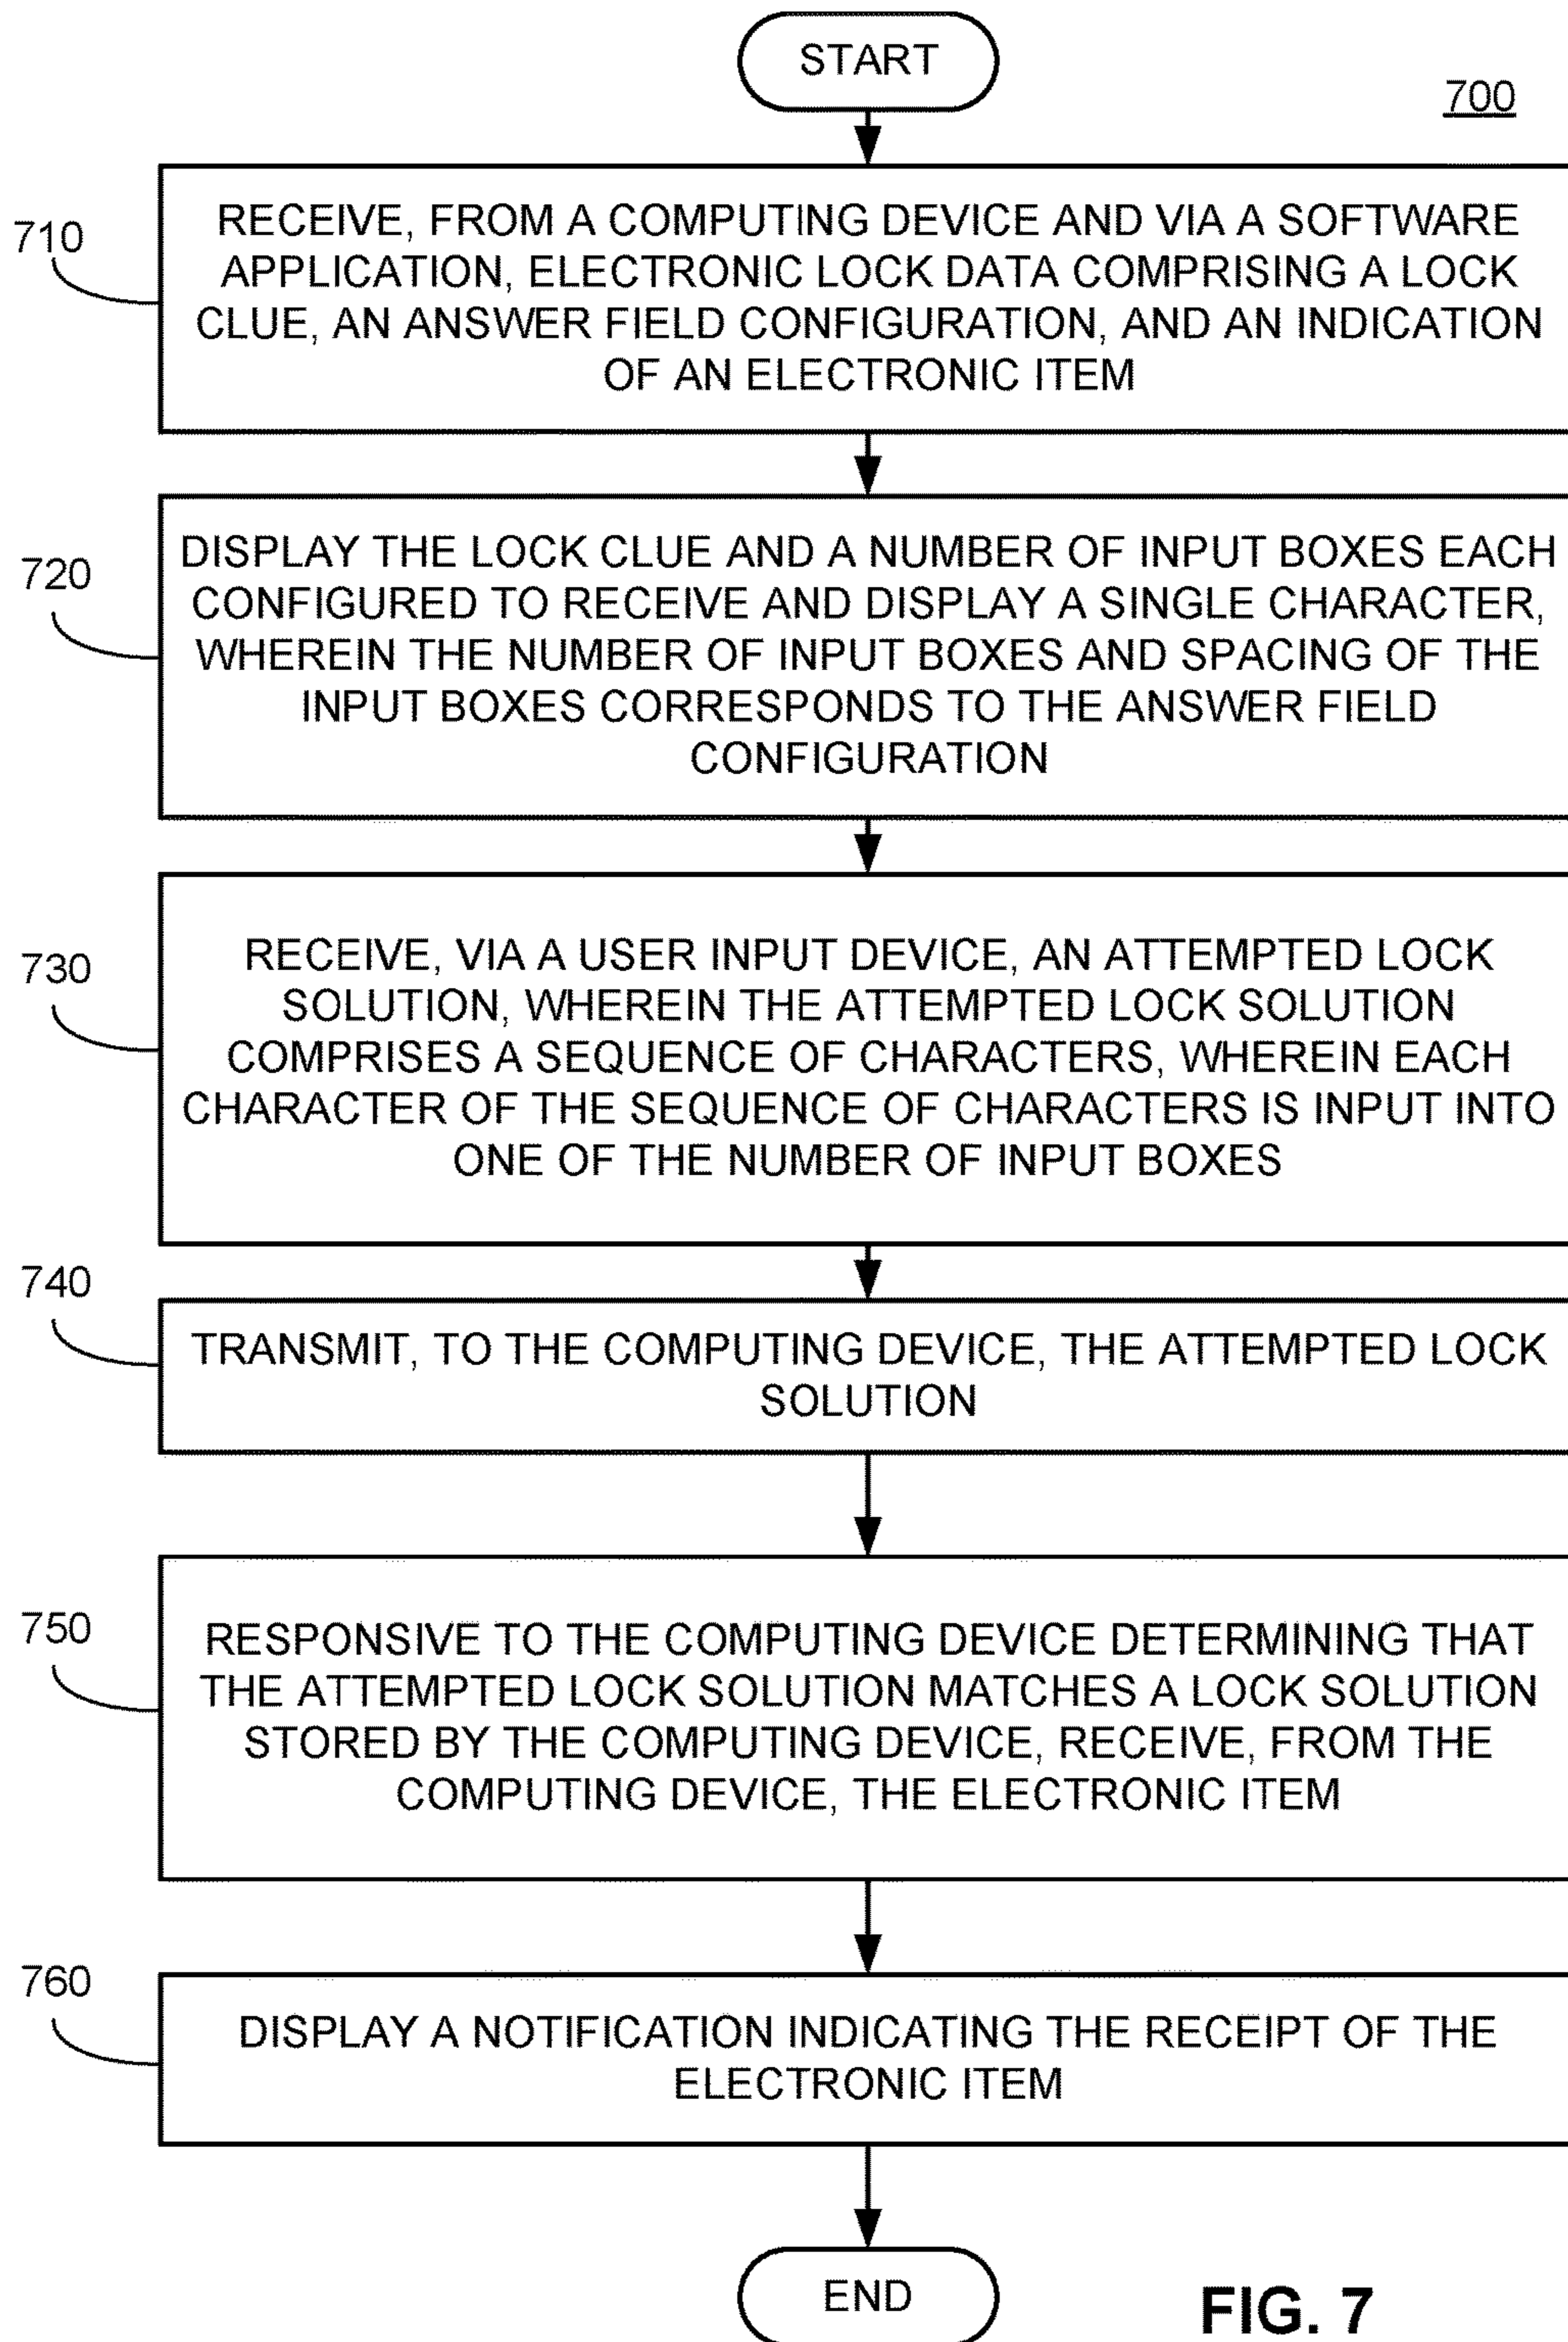 START
700
710
RECEIVE, FROM A COMPUTING DEVICE AND VIA A SOFTWARE
APPLICATION, ELECTRONIC LOCK DATA COMPRISING A LOCK
CLUE, AN ANSWER FIELD CONFIGURATION, AND AN INDICATION
OF AN ELECTRONIC ITEM
720
DISPLAY THE LOCK CLUE AND A NUMBER OF INPUT BOXES EACH
CONFIGURED TO RECEIVE AND DISPLAY A SINGLE CHARACTER,
WHEREIN THE NUMBER OF INPUT BOXES AND SPACING OF THE
INPUT BOXES CORRESPONDS TO THE ANSWER FIELD
CONFIGURATION
730
RECEIVE, VIA A USER INPUT DEVICE, AN ATTEMPTED LOCK
SOLUTION, WHEREIN THE ATTEMPTED LOCK SOLUTION
COMPRISES A SEQUENCE OF CHARACTERS, WHEREIN EACH
CHARACTER OF THE SEQUENCE OF CHARACTERS IS INPUT INTO
ONE OF THE NUMBER OF INPUT BOXES
740
TRANSMIT, TO THE COMPUTING DEVICE, THE ATTEMPTED LOCK
SOLUTION
750
RESPONSIVE TO THE COMPUTING DEVICE DETERMINING THAT
THE ATTEMPTED LOCK SOLUTION MATCHES A LOCK SOLUTION
STORED BY THE COMPUTING DEVICE, RECEIVE, FROM THE
COMPUTING DEVICE, THE ELECTRONIC ITEM
760
DISPLAY A NOTIFICATION INDICATING THE RECEIPT OF THE
ELECTRONIC ITEM
END
FIG. 7